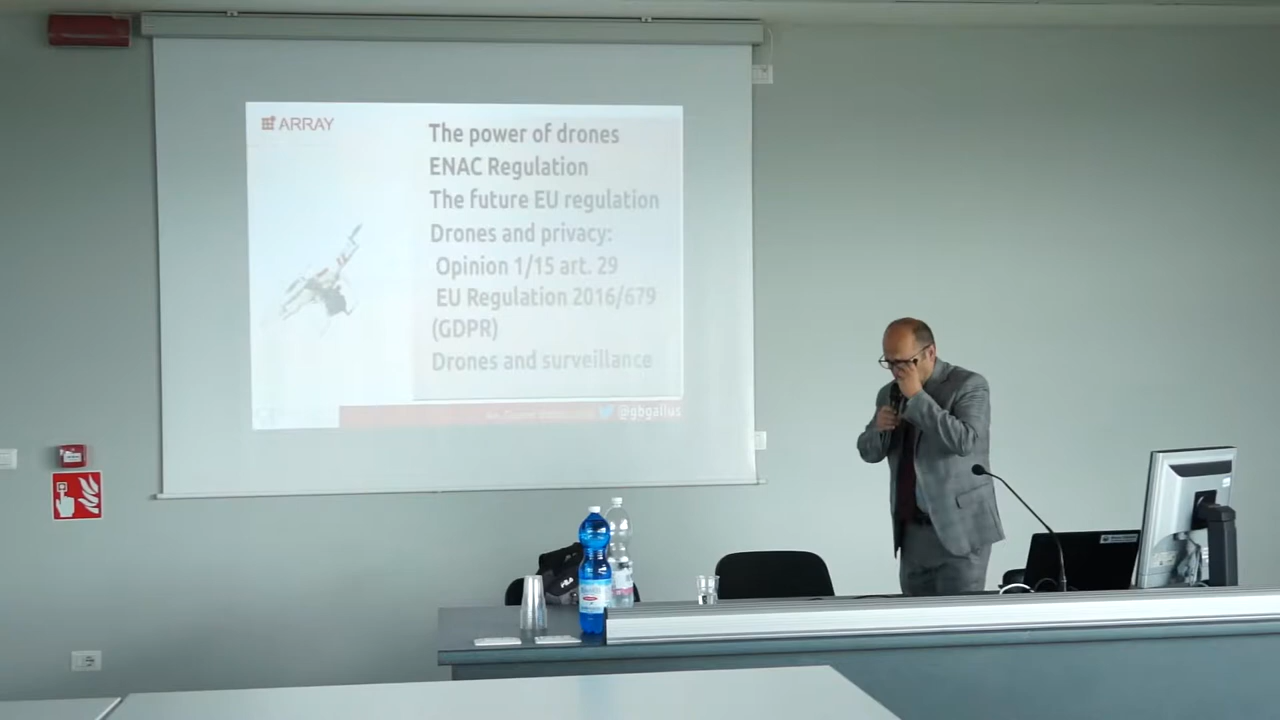 ARRAY
The power of drones
ENAC Regulation
The future EU regulation
Drones and privacy:
Opinion 1/15 art. 29
EU Regulation 2016/679
(GDPR)
Drones and surveillance
@gbgallus
FILA